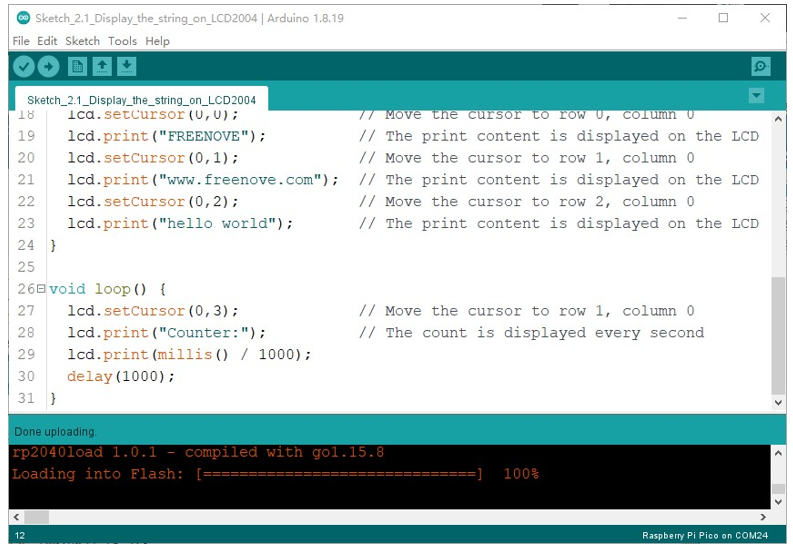 Sketch_2.1_Display_the_string_on_LCD2004 | Arduino 1.8.19
File Edit Sketch Tools Help
Sketch_2.1_Display_the_string_on_LCD2004
18 lcd.setCursor(0,0); // Move the cursor to row 0, column 0
19 lcd.print("FREENOVE"); // The print content is displayed on the LCD
20 lcd.setCursor(0,1); // Move the cursor to row 1, column 0
21 lcd.print("www.freenove.com"); // The print content is displayed on the LCD
22 lcd.setCursor(0,2); // Move the cursor to row 2, column 0
23 lcd.print("hello world"); // The print content is displayed on the LCD
24 }
25
26 void loop() {
27 lcd.setCursor(0,3); // Move the cursor to row 1, column 0
28 lcd.print("Counter:"); // The count is displayed every second
29 lcd.print(millis() / 1000);
30 delay(1000);
31 }
Done uploading.
rp2040load 1.0.1 - compiled with go1.15.8
Loading into Flash: [==============================] 100%
12 Raspberry Pi Pico on COM24